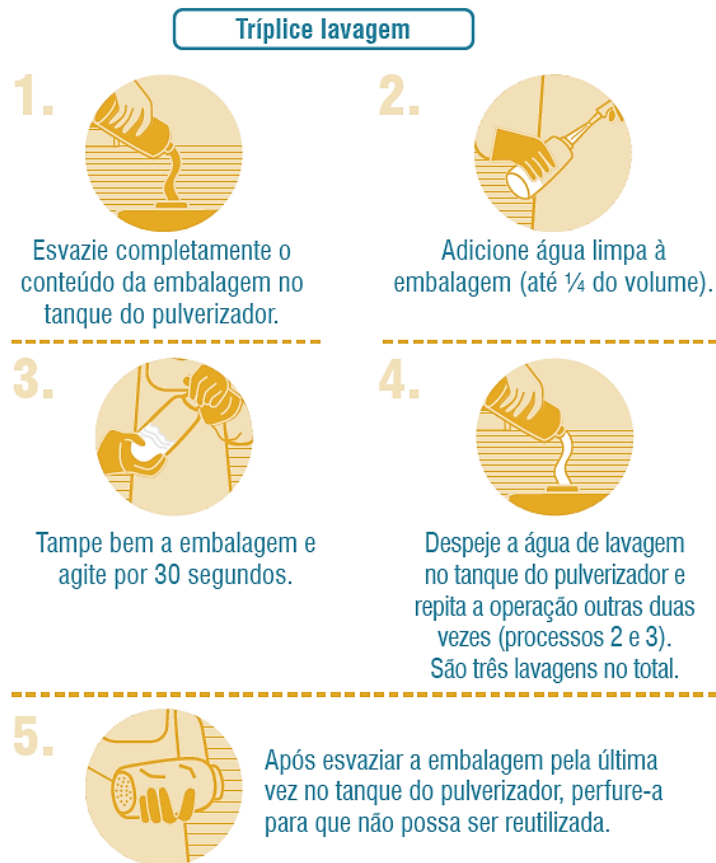 Tríplice lavagem
1.
Esvazie completamente o
conteúdo da embalagem no
tanque do pulverizador.
2.
Adicione água limpa à
embalagem (até ¼ do volume).
3.
Tampe bem a embalagem e
agite por 30 segundos.
4.
Despeje a água de lavagem
no tanque do pulverizador e
repita a operação outras duas
vezes (processos 2 e 3).
São três lavagens no total.
5.
Após esvaziar a embalagem pela última
vez no tanque do pulverizador, perfure-a
para que não possa ser reutilizada.